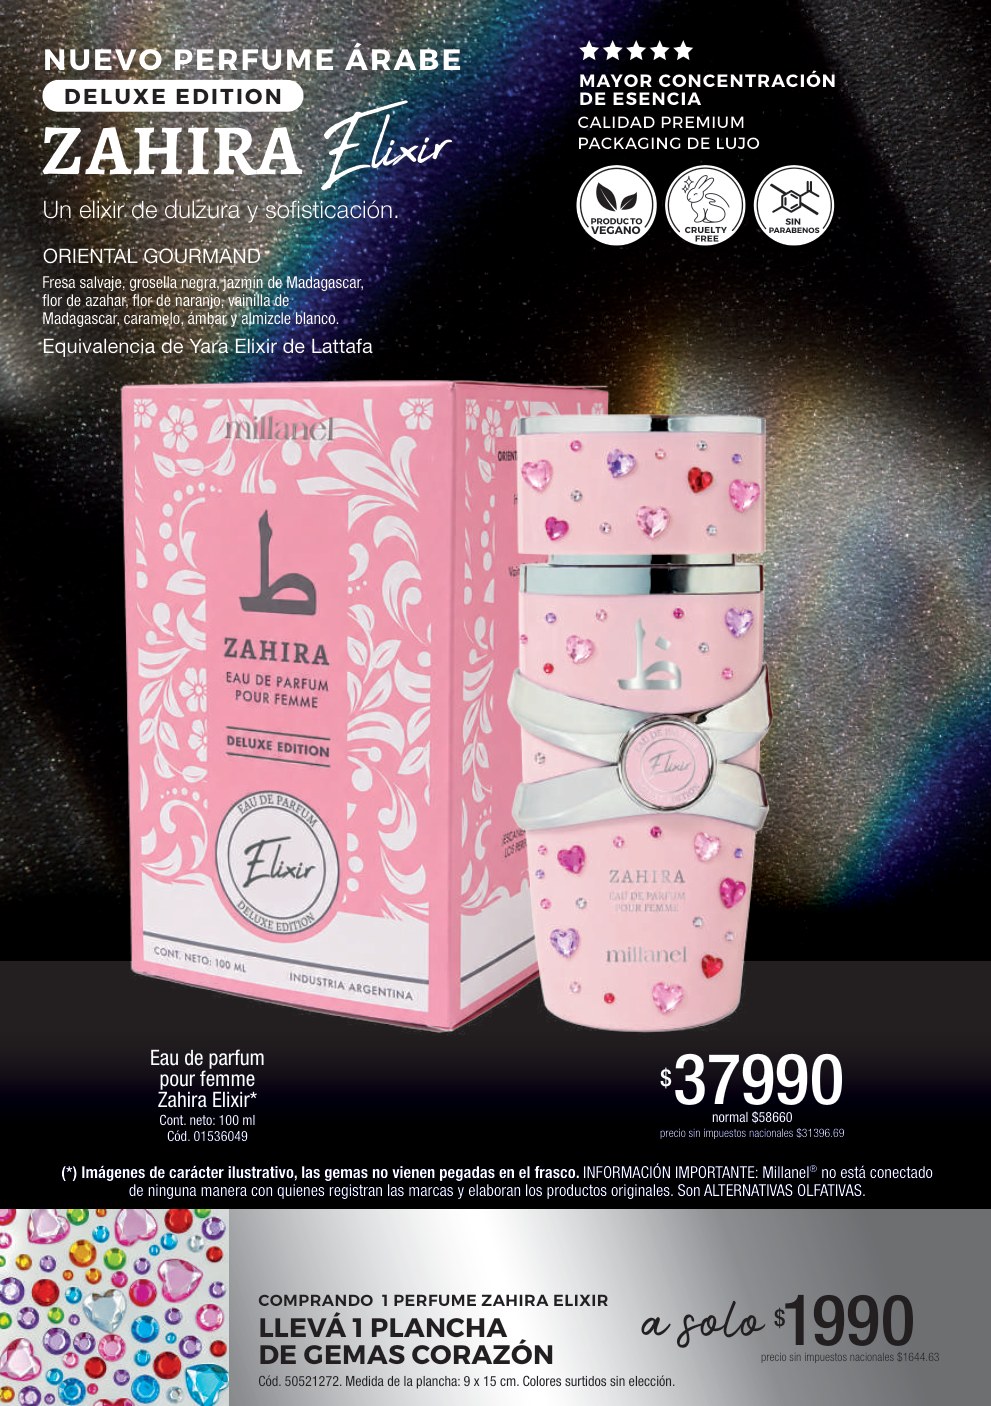 NUEVO PERFUME ÁRABE
DELUXE EDITION
ZAHIRA Elixir
Un elixir de dulzura y sofisticación.
ORIENTAL GOURMAND
Fresa salvaje, grosella negra, jazmín de Madagascar,
flor de azahar, flor de naranjo, vainilla de
Madagascar, caramelo, ámbar y almizcle blanco.
Equivalencia de Yara Elixir de Lattafa
MAYOR CONCENTRACIÓN
DE ESENCIA
CALIDAD PREMIUM
PACKAGING DE LUJO
PRODUCTO
VEGANO
CRUELTY
FREE
SIN
PARABENOS
millanel
ظ
ZAHIRA
EAU DE PARFUM
POUR FEMME
DELUXE EDITION
EAU DE PARFUM
Elixir
DELUXE EDITION
CONT. NETO: 100 ML
INDUSTRIA ARGENTINA
ظ
Elixir
ZAHIRA
EAU DE PARFUM
POUR FEMME
millanel
Eau de parfum
pour femme
Zahira Elixir*
Cont. neto: 100 ml
Cód. 01536049
$37990
normal $58660
precio sin impuestos nacionales $31396.69
(*) Imágenes de carácter ilustrativo, las gemas no vienen pegadas en el frasco. INFORMACIÓN IMPORTANTE: Millanel® no está conectado
de ninguna manera con quienes registran las marcas y elaboran los productos originales. Son ALTERNATIVAS OLFATIVAS.
COMPRANDO 1 PERFUME ZAHIRA ELIXIR
LLEVÁ 1 PLANCHA
DE GEMAS CORAZÓN
Cód. 50521272. Medida de la plancha: 9 x 15 cm. Colores surtidos sin elección.
a solo $1990
precio sin impuestos nacionales $1644.63